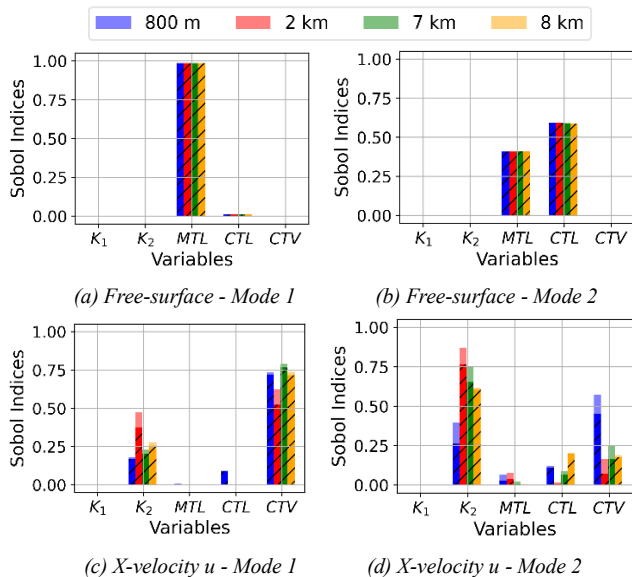 800 m 2 km 7 km 8 km
1.00
0.75
0.50
0.25
0.00
Sobol Indices
K1 K2 MTL CTL CTV
Variables
(a) Free-surface - Mode 1
1.00
0.75
0.50
0.25
0.00
Sobol Indices
K1 K2 MTL CTL CTV
Variables
(b) Free-surface - Mode 2
1.00
0.75
0.50
0.25
0.00
Sobol Indices
K1 K2 MTL CTL CTV
(c) X-velocity u - Mode 1
1.00
0.75
0.50
0.25
0.00
Sobol Indices
K1 K2 MTL CTL CTV
(d) X-velocity u - Mode 2